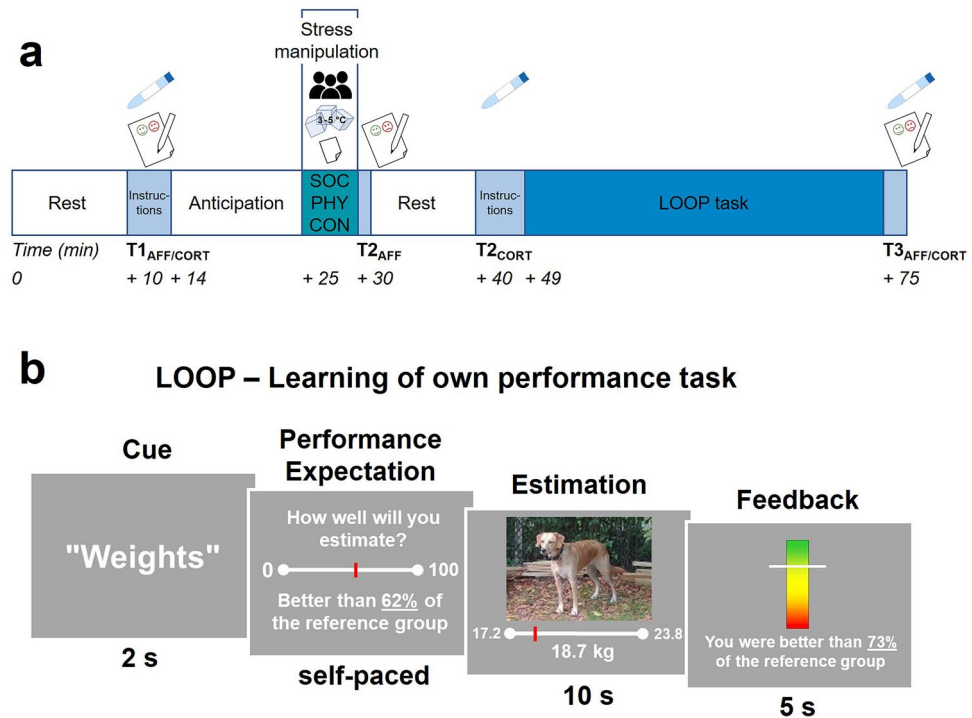 a
Stress
manipulation
3-5 °C
Rest
Instruc-
tions
Anticipation
SOC
PHY
CON
Rest
Instruc-
tions
LOOP task
Time (min)
T1AFF/CORT
T2AFF
T2CORT
T3AFF/CORT
0
+ 10
+ 14
+ 25
+ 30
+ 40
+ 49
+ 75
b
LOOP – Learning of own performance task
Cue
"Weights"
2 s
Performance
Expectation
How well will you
estimate?
0
100
Better than 62% of
the reference group
self-paced
Estimation
17.2
23.8
18.7 kg
10 s
Feedback
You were better than 73%
of the reference group
5 s